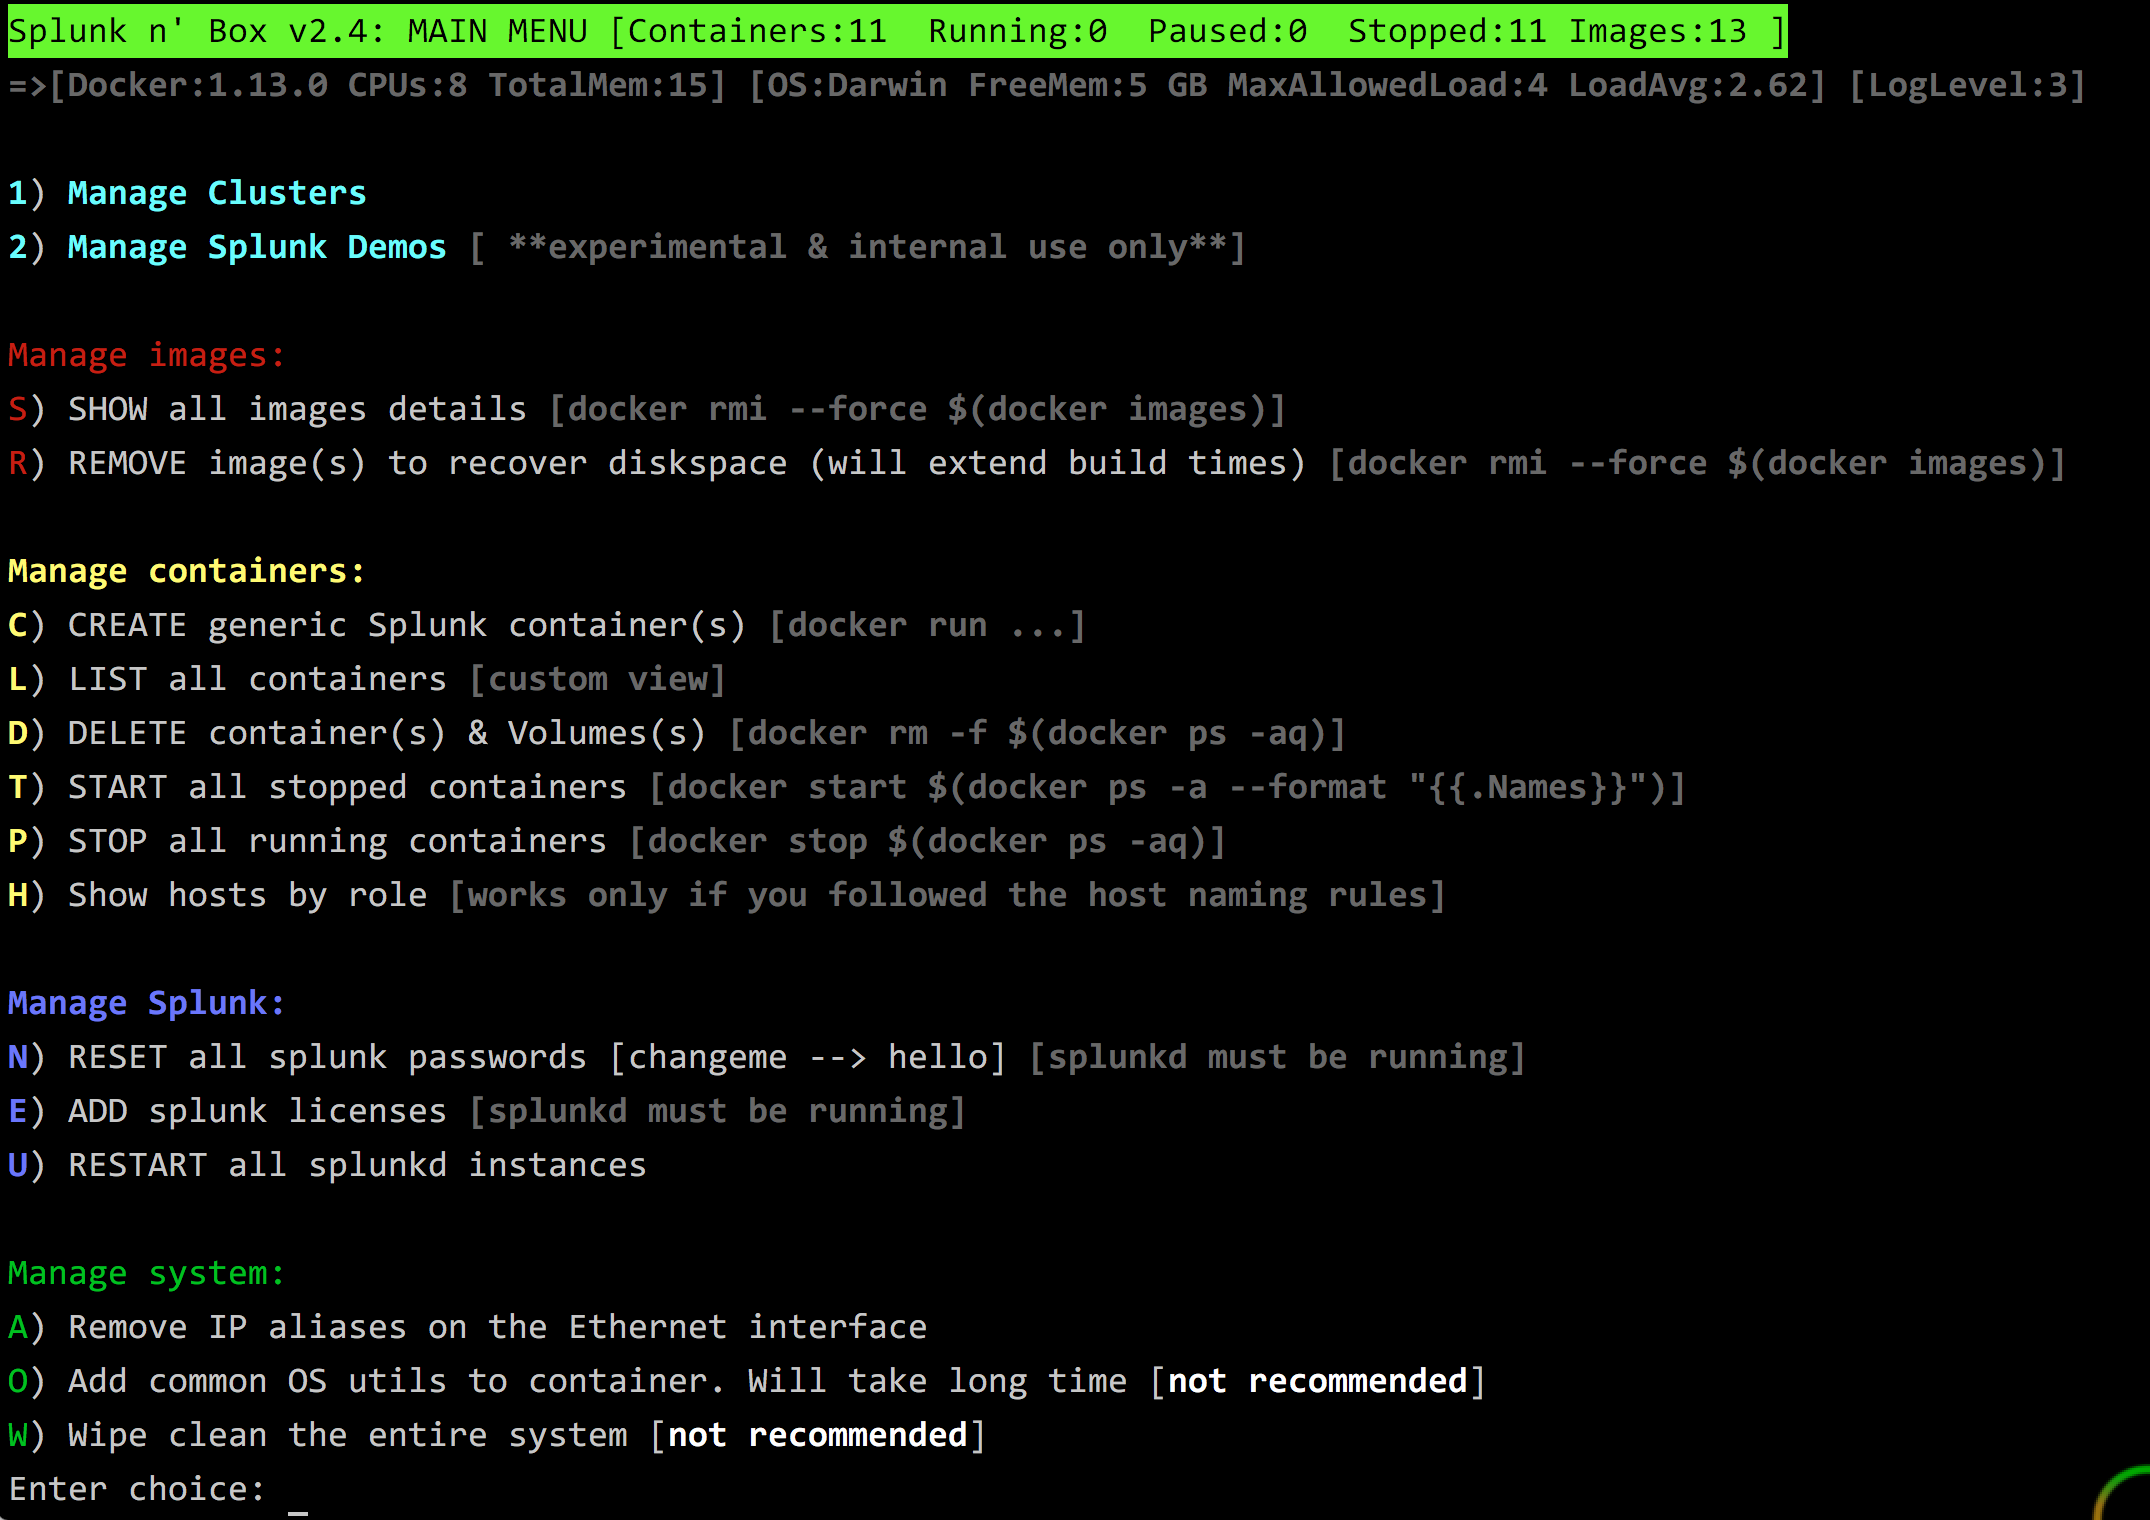 Splunk n' Box v2.4: MAIN MENU [Containers:11  Running:0  Paused:0  Stopped:11 Images:13 ]
=>[Docker:1.13.0 CPUs:8 TotalMem:15] [OS:Darwin FreeMem:5 GB MaxAllowedLoad:4 LoadAvg:2.62] [LogLevel:3]
1) Manage Clusters
2) Manage Splunk Demos [ **experimental & internal use only**]
Manage images:
S) SHOW all images details [docker rmi --force $(docker images)]
R) REMOVE image(s) to recover diskspace (will extend build times) [docker rmi --force $(docker images)]
Manage containers:
C) CREATE generic Splunk container(s) [docker run ...]
L) LIST all containers [custom view]
D) DELETE container(s) & Volumes(s) [docker rm -f $(docker ps -aq)]
T) START all stopped containers [docker start $(docker ps -a --format "{{.Names}}")]
P) STOP all running containers [docker stop $(docker ps -aq)]
H) Show hosts by role [works only if you followed the host naming rules]
Manage Splunk:
N) RESET all splunk passwords [changeme --> hello] [splunkd must be running]
E) ADD splunk licenses [splunkd must be running]
U) RESTART all splunkd instances
Manage system:
A) Remove IP aliases on the Ethernet interface
O) Add common OS utils to container. Will take long time [not recommended]
W) Wipe clean the entire system [not recommended]
Enter choice: _